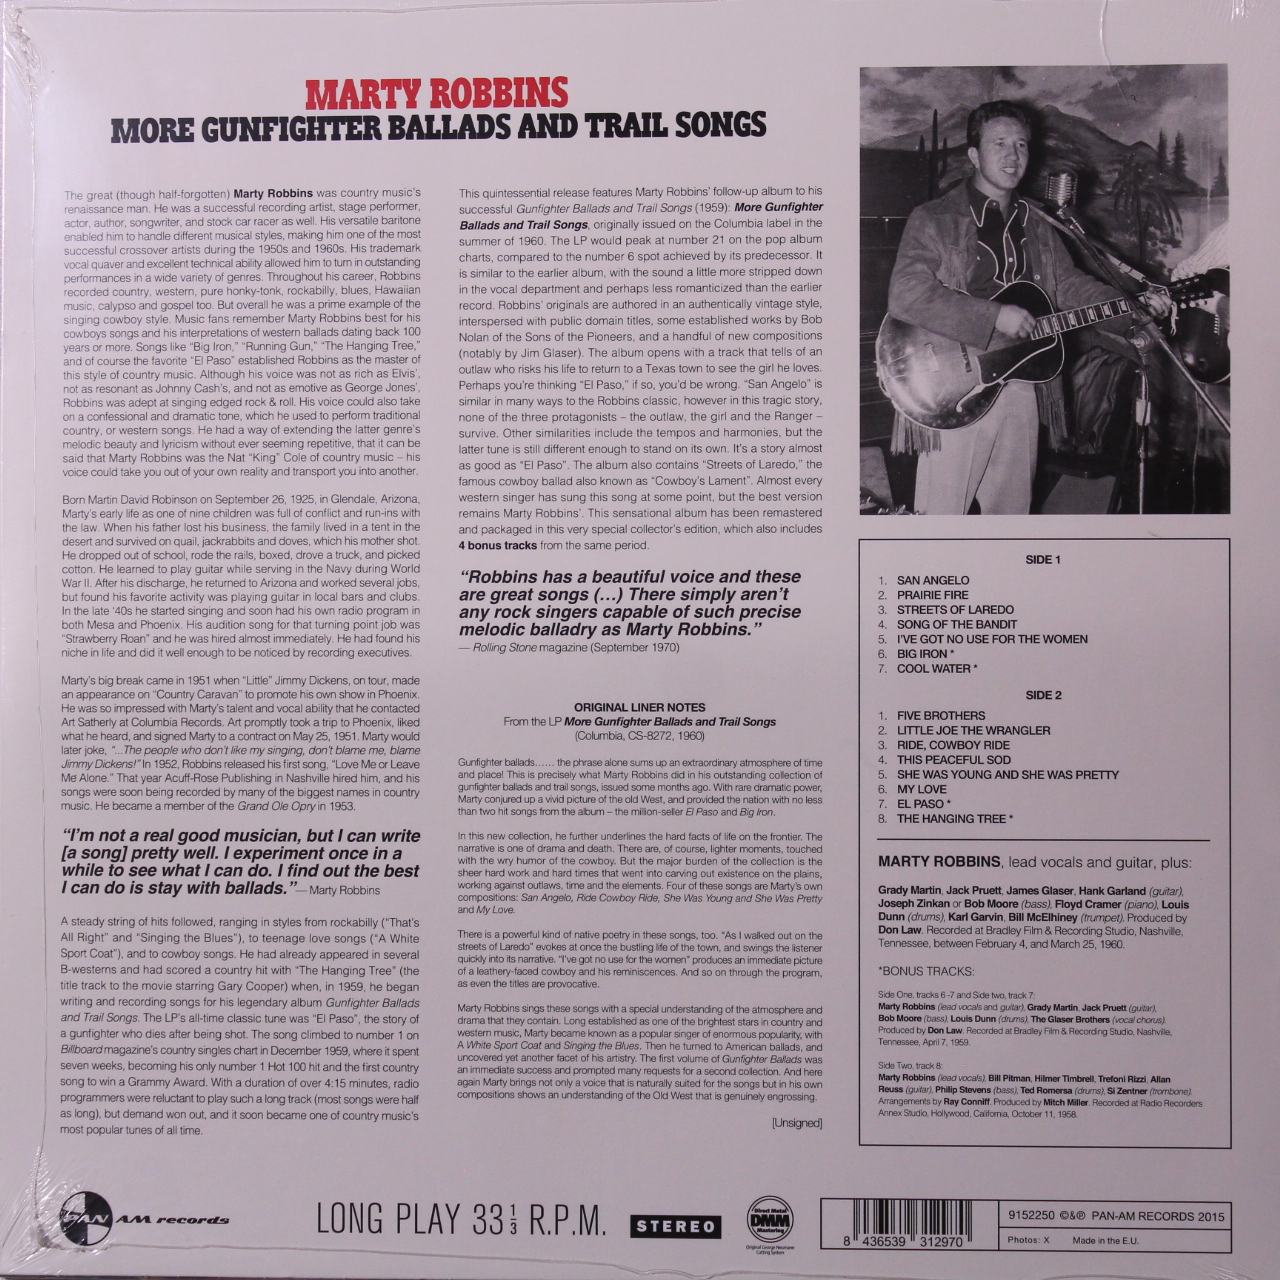 MARTY ROBBINS
MORE GUNFIGHTER BALLADS AND TRAIL SONGS
The great (though half-forgotten) Marty Robbins was country music's
renaissance man. He was a successful recording artist, stage performer,
actor, author, songwriter, and stock car racer as well. His versatile baritone
enabled him to handle different musical styles, making him one of the most
successful crossover artists during the 1950s and 1960s. His trademark
vocal quaver and excellent technical ability allowed him to turn in outstanding
performances in a wide variety of genres. Throughout his career, Robbins
recorded country, western, pure honky-tonk, rockabilly, blues, Hawaiian
music, calypso and gospel too. But overall he was a prime example of the
singing cowboy style. Music fans remember Marty Robbins best for his
cowboys songs and his interpretations of western ballads dating back 100
years or more. Songs like "Big Iron," "Running Gun," "The Hanging Tree,"
and of course the favorite "El Paso" established Robbins as the master of
this style of country music. Although his voice was not as rich as Elvis',
not as resonant as Johnny Cash's, and not as emotive as George Jones',
Robbins was adept at singing edged rock & roll. His voice could also take
on a confessional and dramatic tone, which he used to perform traditional
country, or western songs. He had a way of extending the latter genre's
melodic beauty and lyricism without ever seeming repetitive, that it can be
said that Marty Robbins was the Nat "King" Cole of country music – his
voice could take you out of your own reality and transport you into another.
Born Martin David Robinson on September 26, 1925, in Glendale, Arizona,
Marty's early life as one of nine children was full of conflict and run-ins with
the law. When his father lost his business, the family lived in a tent in the
desert and survived on quail, jackrabbits and doves, which his mother shot.
He dropped out of school, rode the rails, boxed, drove a truck, and picked
cotton. He learned to play guitar while serving in the Navy during World
War II. After his discharge, he returned to Arizona and worked several jobs,
but found his favorite activity was playing guitar in local bars and clubs.
In the late '40s he started singing and soon had his own radio program in
both Mesa and Phoenix. His audition song for that turning point job was
"Strawberry Roan" and he was hired almost immediately. He had found his
niche in life and did it well enough to be noticed by recording executives.
Marty's big break came in 1951 when "Little" Jimmy Dickens, on tour, made
an appearance on "Country Caravan" to promote his own show in Phoenix.
He was so impressed with Marty's talent and vocal ability that he contacted
Art Satherly at Columbia Records. Art promptly took a trip to Phoenix, liked
what he heard, and signed Marty to a contract on May 25, 1951. Marty would
later joke, "...The people who don't like my singing, don't blame me, blame
Jimmy Dickens!" In 1952, Robbins released his first song, "Love Me or Leave
Me Alone." That year Acuff-Rose Publishing in Nashville hired him, and his
songs were soon being recorded by many of the biggest names in country
music. He became a member of the Grand Ole Opry in 1953.
"I'm not a real good musician, but I can write
[a song] pretty well. I experiment once in a
while to see what I can do. I find out the best
I can do is stay with ballads."— Marty Robbins
A steady string of hits followed, ranging in styles from rockabilly ("That's
All Right" and "Singing the Blues"), to teenage love songs ("A White
Sport Coat"), and to cowboy songs. He had already appeared in several
B-westerns and had scored a country hit with "The Hanging Tree" (the
title track to the movie starring Gary Cooper) when, in 1959, he began
writing and recording songs for his legendary album Gunfighter Ballads
and Trail Songs. The LP's all-time classic tune was "El Paso", the story of
a gunfighter who dies after being shot. The song climbed to number 1 on
Billboard magazine's country singles chart in December 1959, where it spent
seven weeks, becoming his only number 1 Hot 100 hit and the first country
song to win a Grammy Award. With a duration of over 4:15 minutes, radio
programmers were reluctant to play such a long track (most songs were half
as long), but demand won out, and it soon became one of country music's
most popular tunes of all time.
This quintessential release features Marty Robbins' follow-up album to his
successful Gunfighter Ballads and Trail Songs (1959): More Gunfighter
Ballads and Trail Songs, originally issued on the Columbia label in the
summer of 1960. The LP would peak at number 21 on the pop album
charts, compared to the number 6 spot achieved by its predecessor. It
is similar to the earlier album, with the sound a little more stripped down
in the vocal department and perhaps less romanticized than the earlier
record. Robbins' originals are authored in an authentically vintage style,
interspersed with public domain titles, some established works by Bob
Nolan of the Sons of the Pioneers, and a handful of new compositions
(notably by Jim Glaser). The album opens with a track that tells of an
outlaw who risks his life to return to a Texas town to see the girl he loves.
Perhaps you're thinking "El Paso," if so, you'd be wrong. "San Angelo" is
similar in many ways to the Robbins classic, however in this tragic story,
none of the three protagonists – the outlaw, the girl and the Ranger –
survive. Other similarities include the tempos and harmonies, but the
latter tune is still different enough to stand on its own. It's a story almost
as good as "El Paso". The album also contains "Streets of Laredo," the
famous cowboy ballad also known as "Cowboy's Lament". Almost every
western singer has sung this song at some point, but the best version
remains Marty Robbins'. This sensational album has been remastered
and packaged in this very special collector's edition, which also includes
4 bonus tracks from the same period.
"Robbins has a beautiful voice and these
are great songs (...) There simply aren't
any rock singers capable of such precise
melodic balladry as Marty Robbins."
— Rolling Stone magazine (September 1970)
ORIGINAL LINER NOTES
From the LP More Gunfighter Ballads and Trail Songs
(Columbia, CS-8272, 1960)
Gunfighter ballads...... the phrase alone sums up an extraordinary atmosphere of time
and place! This is precisely what Marty Robbins did in his outstanding collection of
gunfighter ballads and trail songs, issued some months ago. With rare dramatic power,
Marty conjured up a vivid picture of the old West, and provided the nation with no less
than two hit songs from the album – the million-seller El Paso and Big Iron.
In this new collection, he further underlines the hard facts of life on the frontier. The
narrative is one of drama and death. There are, of course, lighter moments, touched
with the wry humor of the cowboy. But the major burden of the collection is the
sheer hard work and hard times that went into carving out existence on the plains,
working against outlaws, time and the elements. Four of these songs are Marty's own
compositions: San Angelo, Ride Cowboy Ride, She Was Young and She Was Pretty
and My Love.
There is a powerful kind of native poetry in these songs, too. "As I walked out on the
streets of Laredo" evokes at once the bustling life of the town, and swings the listener
quickly into its narrative. "I've got no use for the women" produces an immediate picture
of a leathery-faced cowboy and his reminiscences. And so on through the program,
as even the titles are provocative.
Marty Robbins sings these songs with a special understanding of the atmosphere and
drama that they contain. Long established as one of the brightest stars in country and
western music, Marty became known as a popular singer of enormous popularity, with
A White Sport Coat and Singing the Blues. Then he turned to American ballads, and
uncovered yet another facet of his artistry. The first volume of Gunfighter Ballads was
an immediate success and prompted many requests for a second collection. And here
again Marty brings not only a voice that is naturally suited for the songs but in his own
compositions shows an understanding of the Old West that is genuinely engrossing.
[Unsigned]
SIDE 1
1. SAN ANGELO
2. PRAIRIE FIRE
3. STREETS OF LAREDO
4. SONG OF THE BANDIT
5. I'VE GOT NO USE FOR THE WOMEN
6. BIG IRON *
7. COOL WATER *
SIDE 2
1. FIVE BROTHERS
2. LITTLE JOE THE WRANGLER
3. RIDE, COWBOY RIDE
4. THIS PEACEFUL SOD
5. SHE WAS YOUNG AND SHE WAS PRETTY
6. MY LOVE
7. EL PASO *
8. THE HANGING TREE *
MARTY ROBBINS, lead vocals and guitar, plus:
Grady Martin, Jack Pruett, James Glaser, Hank Garland (guitar),
Joseph Zinkan or Bob Moore (bass), Floyd Cramer (piano), Louis
Dunn (drums), Karl Garvin, Bill McElhiney (trumpet). Produced by
Don Law. Recorded at Bradley Film & Recording Studio, Nashville,
Tennessee, between February 4, and March 25, 1960.
*BONUS TRACKS:
Side One, tracks 6-7 and Side two, track 7:
Marty Robbins (lead vocals and guitar), Grady Martin, Jack Pruett (guitar),
Bob Moore (bass), Louis Dunn (drums), The Glaser Brothers (vocal chorus).
Produced by Don Law. Recorded at Bradley Film & Recording Studio, Nashville,
Tennessee, April 7, 1959.
Side Two, track 8:
Marty Robbins (lead vocals), Bill Pitman, Hilmer Timbrell, Trefoni Rizzi, Allan
Reuss (guitar), Philip Stevens (bass), Ted Romersa (drums), Si Zentner (trombone).
Arrangements by Ray Conniff. Produced by Mitch Miller. Recorded at Radio Recorders
Annex Studio, Hollywood, California, October 11, 1958.
PAN AM records
LONG PLAY 33 1/3 R.P.M.
STEREO
Direct Metal
DMM
Mastering
Original George Neumann
Cutting System
8 436539 312970
9152250 ©&℗ PAN-AM RECORDS 2015
Photos: X Made in the E.U.